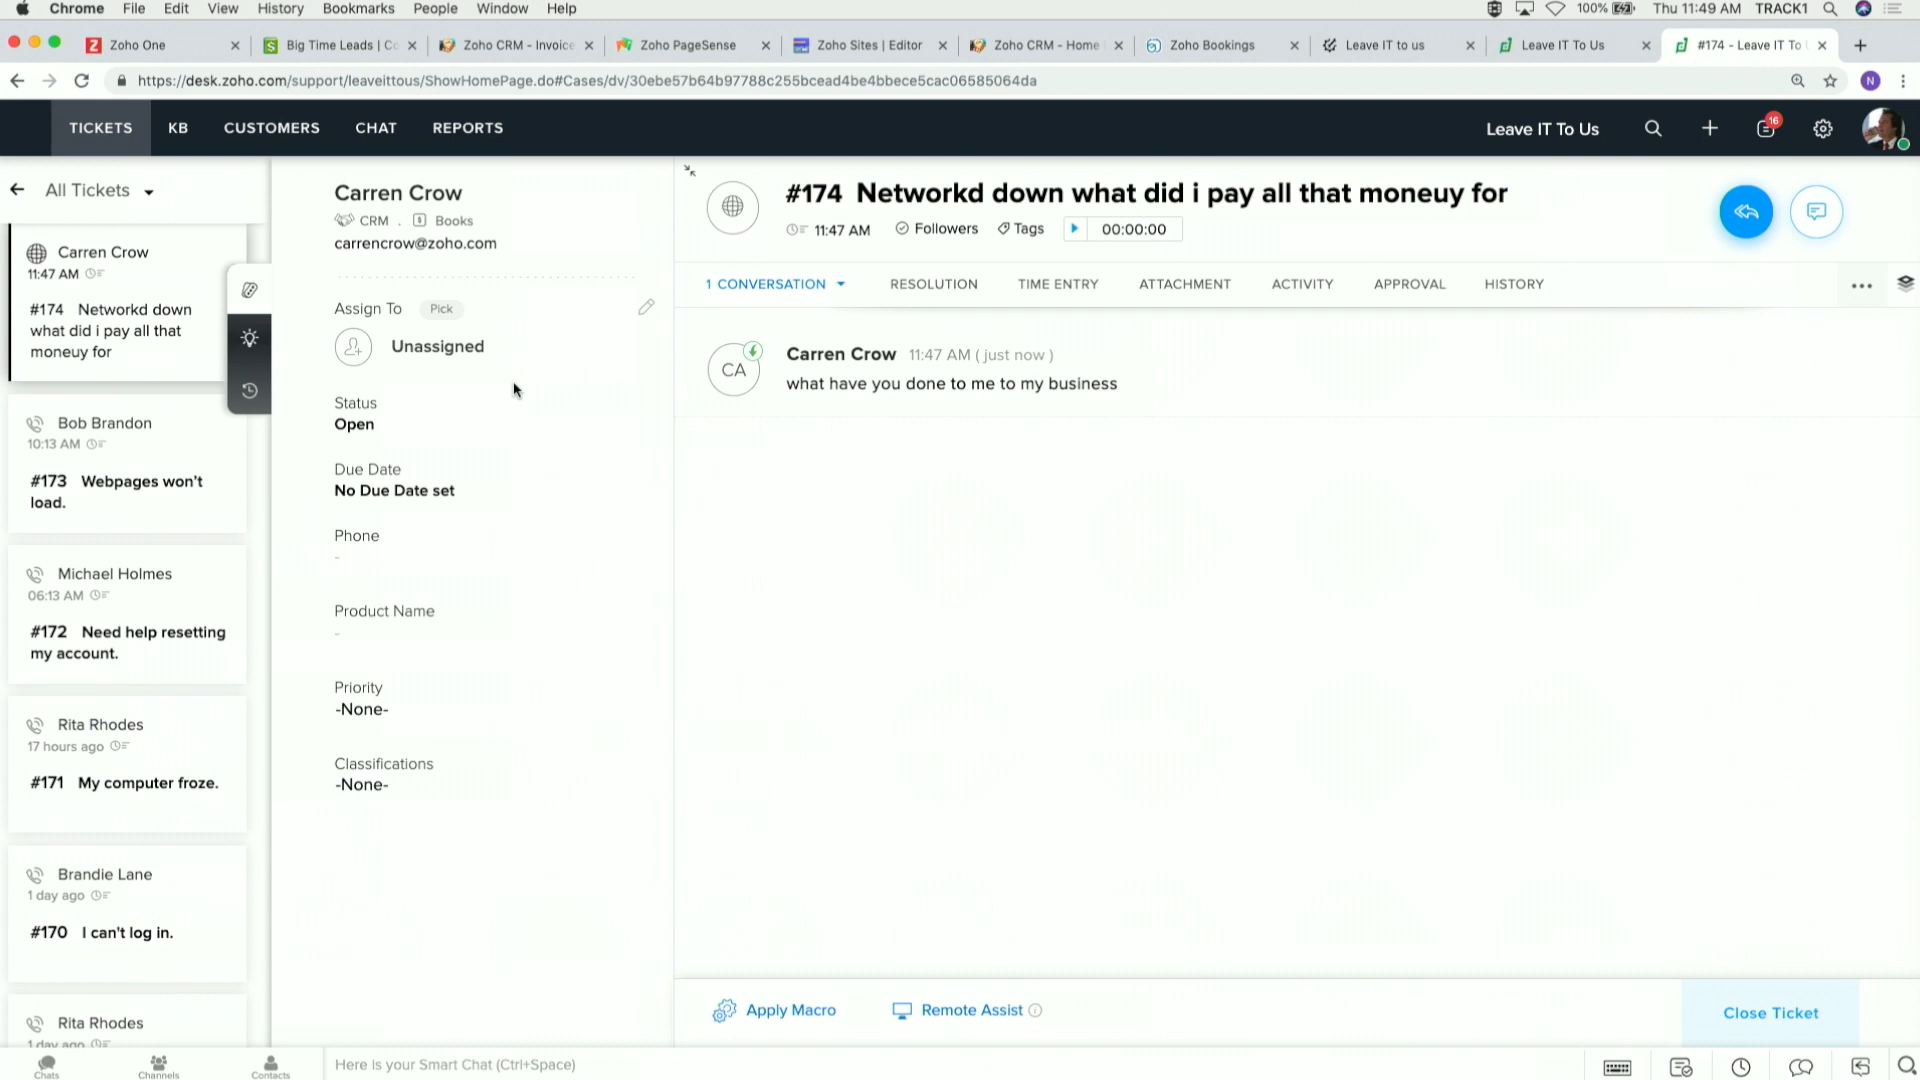 Chrome File Edit View History Bookmarks People Window Help 100% Thu 11:49 AM TRACK1
Zoho One Big Time Leads | Co Zoho CRM - Invoice Zoho PageSense Zoho Sites | Editor Zoho CRM - Home Zoho Bookings Leave IT to us Leave IT To Us #174 - Leave IT To U
https://desk.zoho.com/support/leaveittous/ShowHomePage.do#Cases/dv/30ebe57b64b97788c255bcead4be4bbece5cac06585064da N
TICKETS KB CUSTOMERS CHAT REPORTS Leave IT To Us 16
All Tickets
Carren Crow
11:47 AM
#174 Networkd down
what did i pay all that
moneuy for
Bob Brandon
10:13 AM
#173 Webpages won't
load.
Michael Holmes
06:13 AM
#172 Need help resetting
my account.
Rita Rhodes
17 hours ago
#171 My computer froze.
Brandie Lane
1 day ago
#170 I can't log in.
Rita Rhodes
1 day ago
Carren Crow
CRM . Books
carrencrow@zoho.com
Assign To Pick
Unassigned
Status
Open
Due Date
No Due Date set
Phone
-
Product Name
-
Priority
-None-
Classifications
-None-
#174 Networkd down what did i pay all that moneuy for
11:47 AM Followers Tags 00:00:00
1 CONVERSATION RESOLUTION TIME ENTRY ATTACHMENT ACTIVITY APPROVAL HISTORY
CA Carren Crow 11:47 AM ( just now )
what have you done to me to my business
Apply Macro Remote Assist Close Ticket
Chats Channels Contacts Here is your Smart Chat (Ctrl+Space)